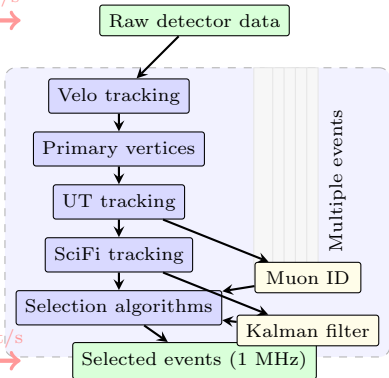 Raw detector data
Velo tracking
Primary vertices
UT tracking
SciFi tracking
Muon ID
Selection algorithms
Kalman filter
Selected events (1 MHz)
Multiple events